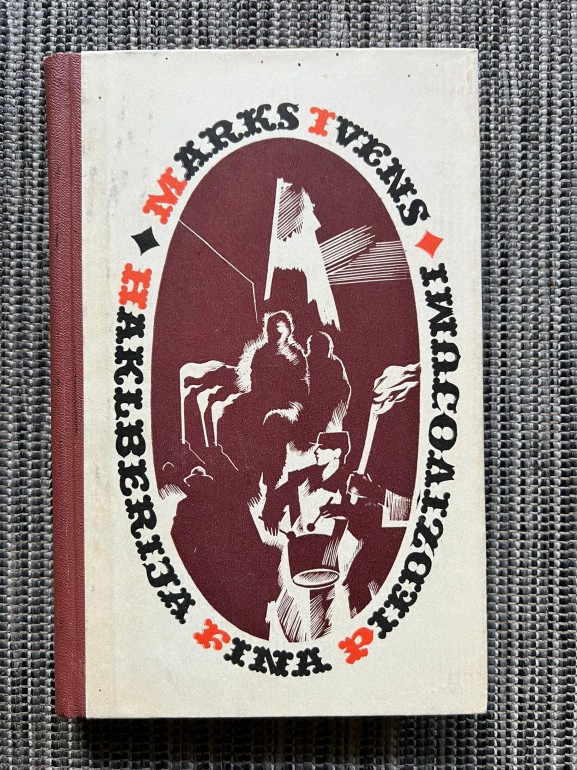 MARKS TVENS
HAKLBERIJA FINA PIEDZĪVOJUMI